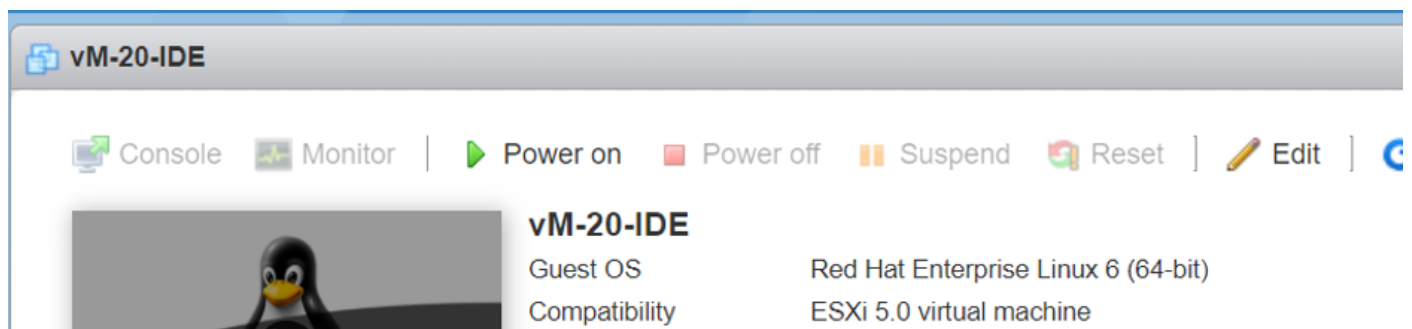 vM-20-IDE
Console Monitor Power on Power off Suspend Reset Edit
vM-20-IDE
Guest OS Red Hat Enterprise Linux 6 (64-bit)
Compatibility ESXi 5.0 virtual machine